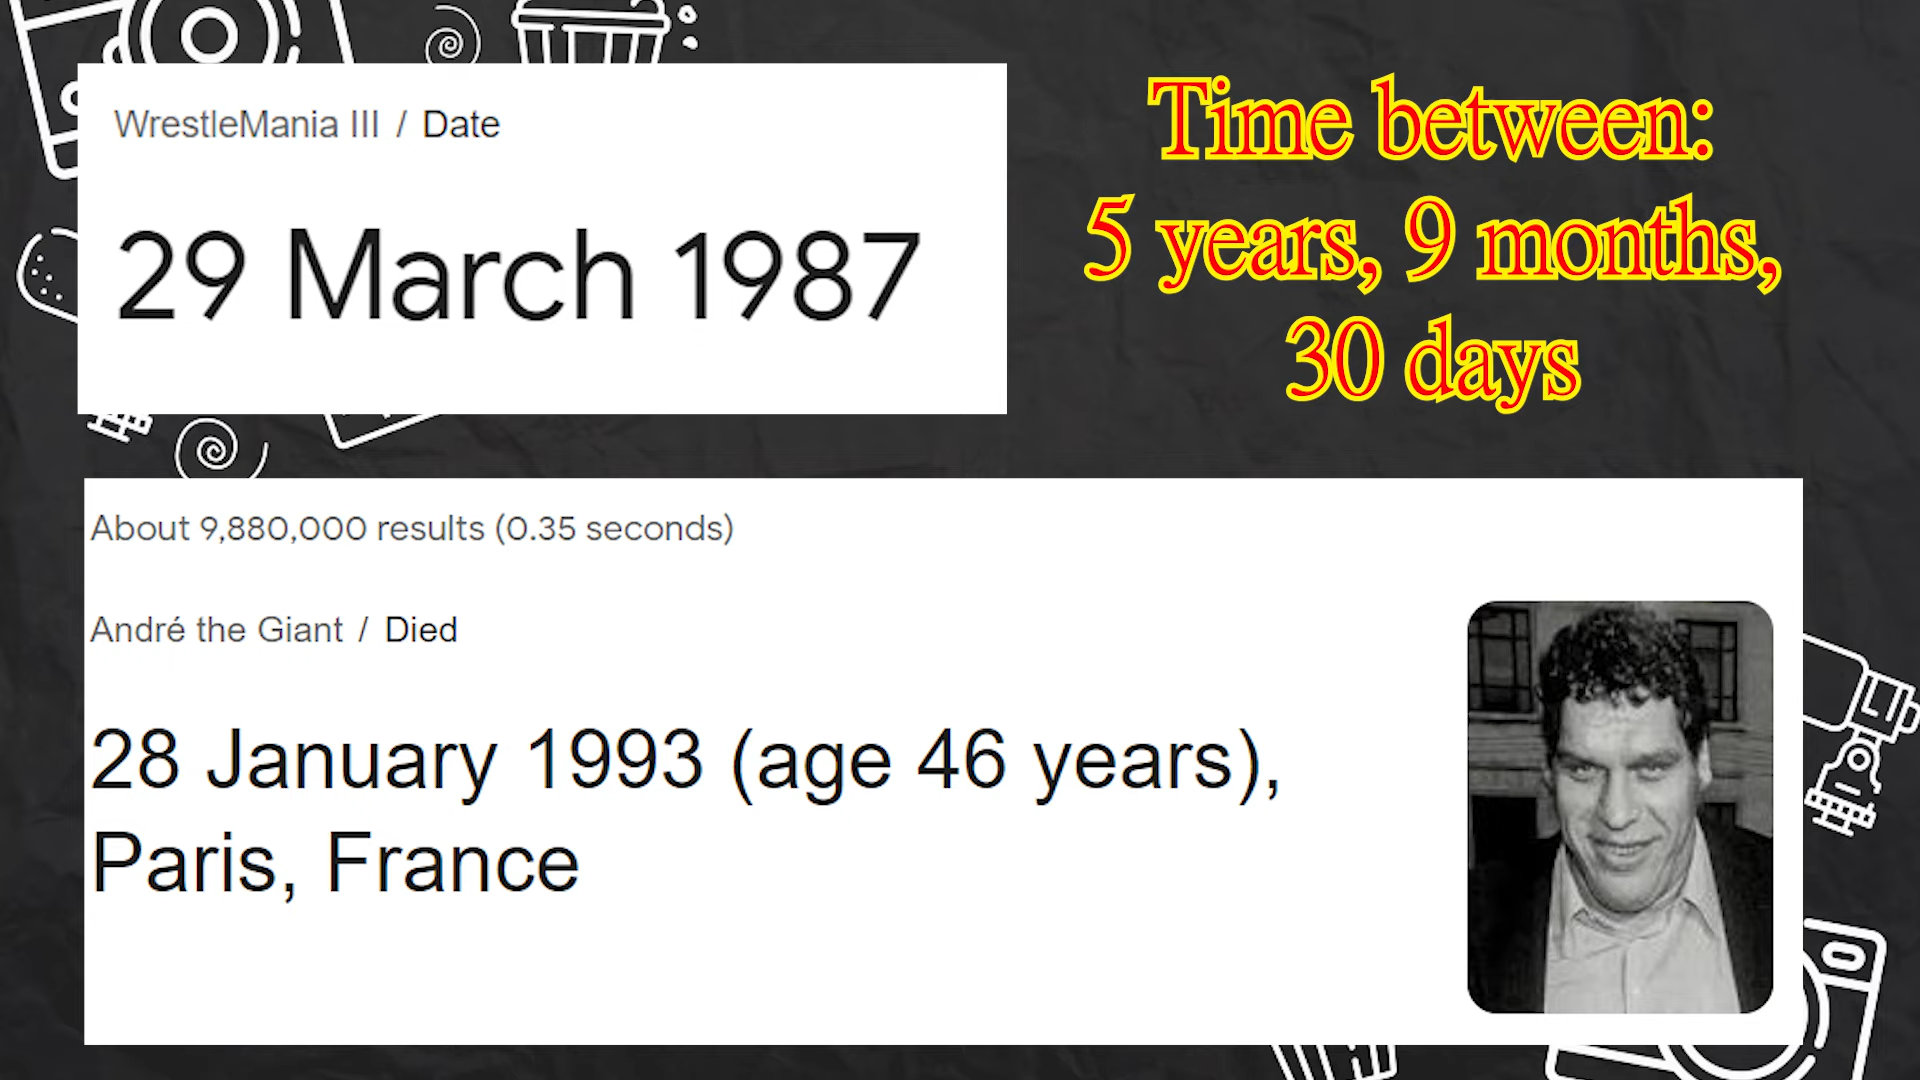 WrestleMania III / Date
29 March 1987
Time between:
5 years, 9 months,
30 days
About 9,880,000 results (0.35 seconds)
André the Giant / Died
28 January 1993 (age 46 years),
Paris, France